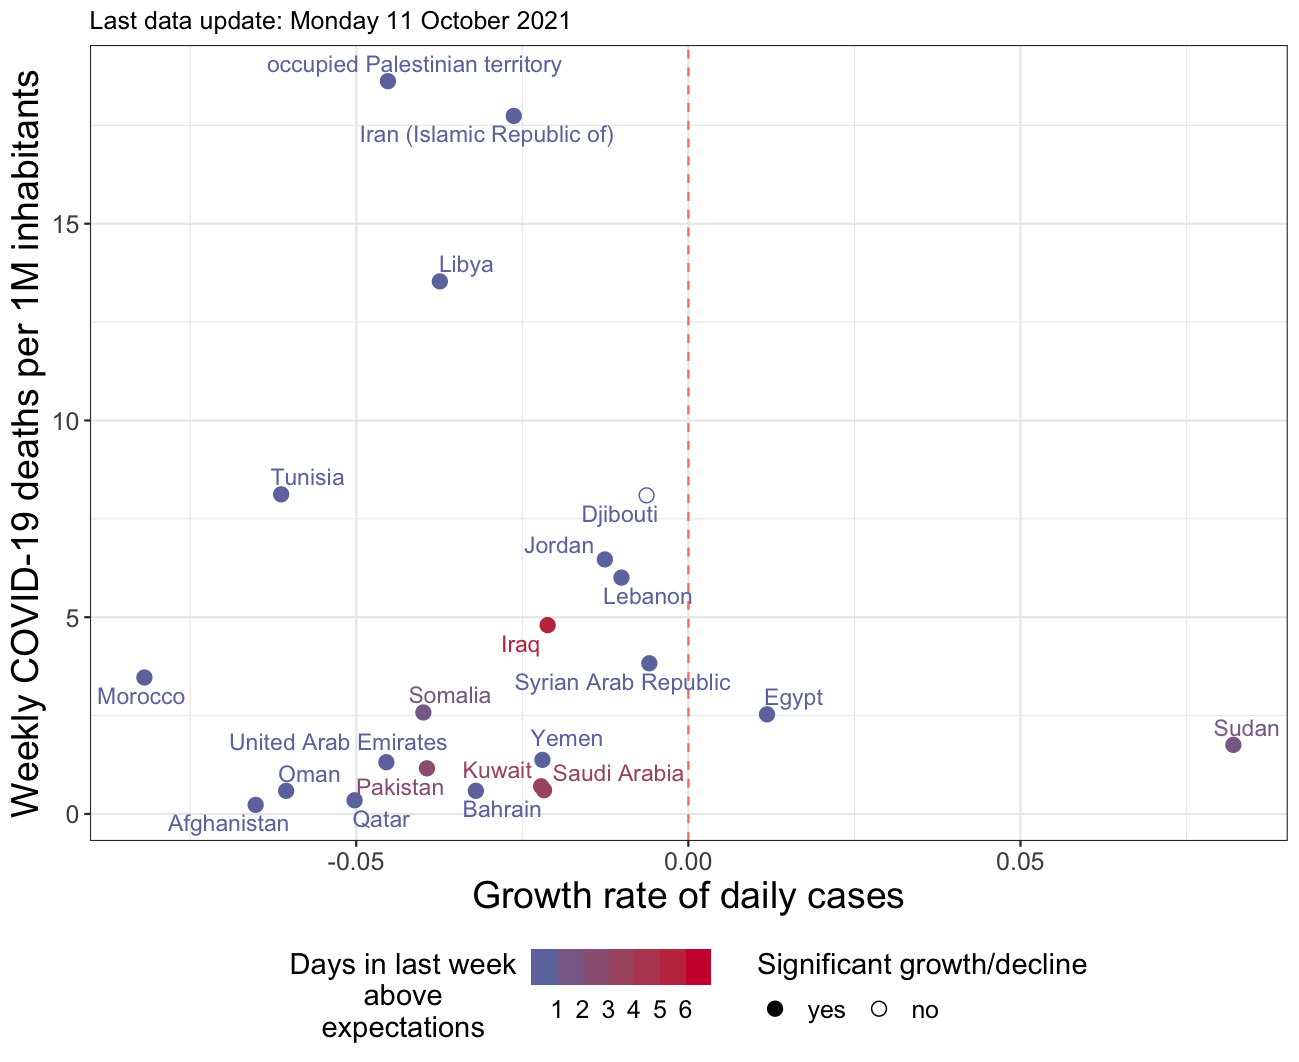 Last data update: Monday 11 October 2021
Weekly COVID-19 deaths per 1M inhabitants
occupied Palestinian territory
Iran (Islamic Republic of)
15
Libya
10
Tunisia
Djibouti
Jordan
Lebanon
5
Iraq
Syrian Arab Republic
Morocco
Somalia
Egypt
Sudan
United Arab Emirates
Yemen
Oman
Kuwait
Saudi Arabia
Pakistan
Bahrain
0
Afghanistan
Qatar
-0.05
0.00
0.05
Growth rate of daily cases
Days in last week
above
expectations
1 2 3 4 5 6
Significant growth/decline
yes
no